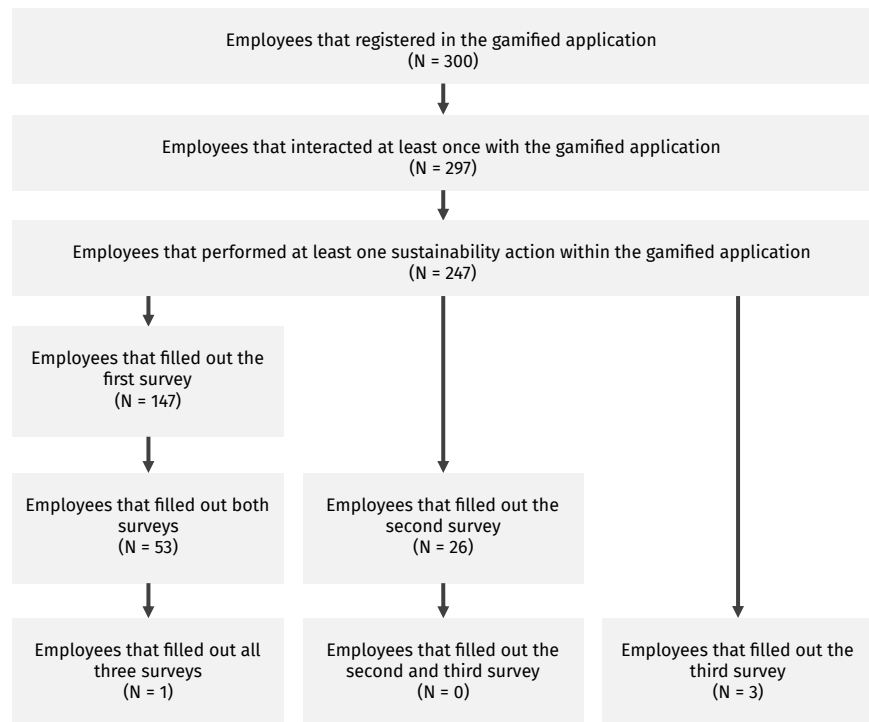 Employees that registered in the gamified application
(N = 300)
Employees that interacted at least once with the gamified application
(N = 297)
Employees that performed at least one sustainability action within the gamified application
(N = 247)
Employees that filled out the
first survey
(N = 147)
Employees that filled out both
surveys
(N = 53)
Employees that filled out the
second survey
(N = 26)
Employees that filled out all
three surveys
(N = 1)
Employees that filled out the
second and third survey
(N = 0)
Employees that filled out the
third survey
(N = 3)